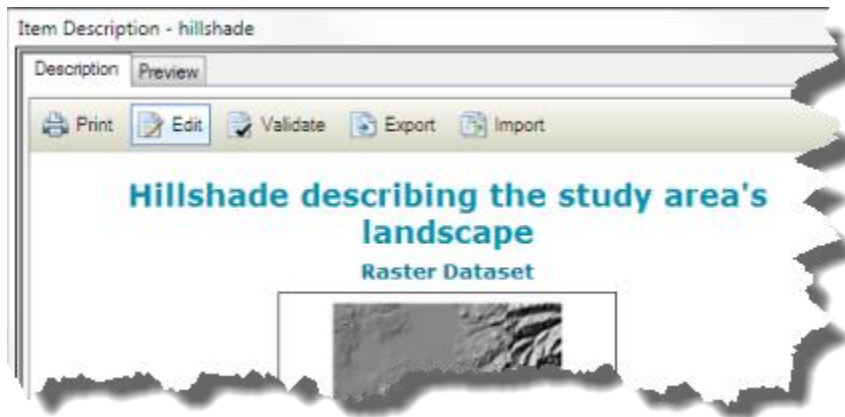 Item Description - hillshade
Description Preview
Print Edit Validate Export Import
Hillshade describing the study area's
landscape
Raster Dataset